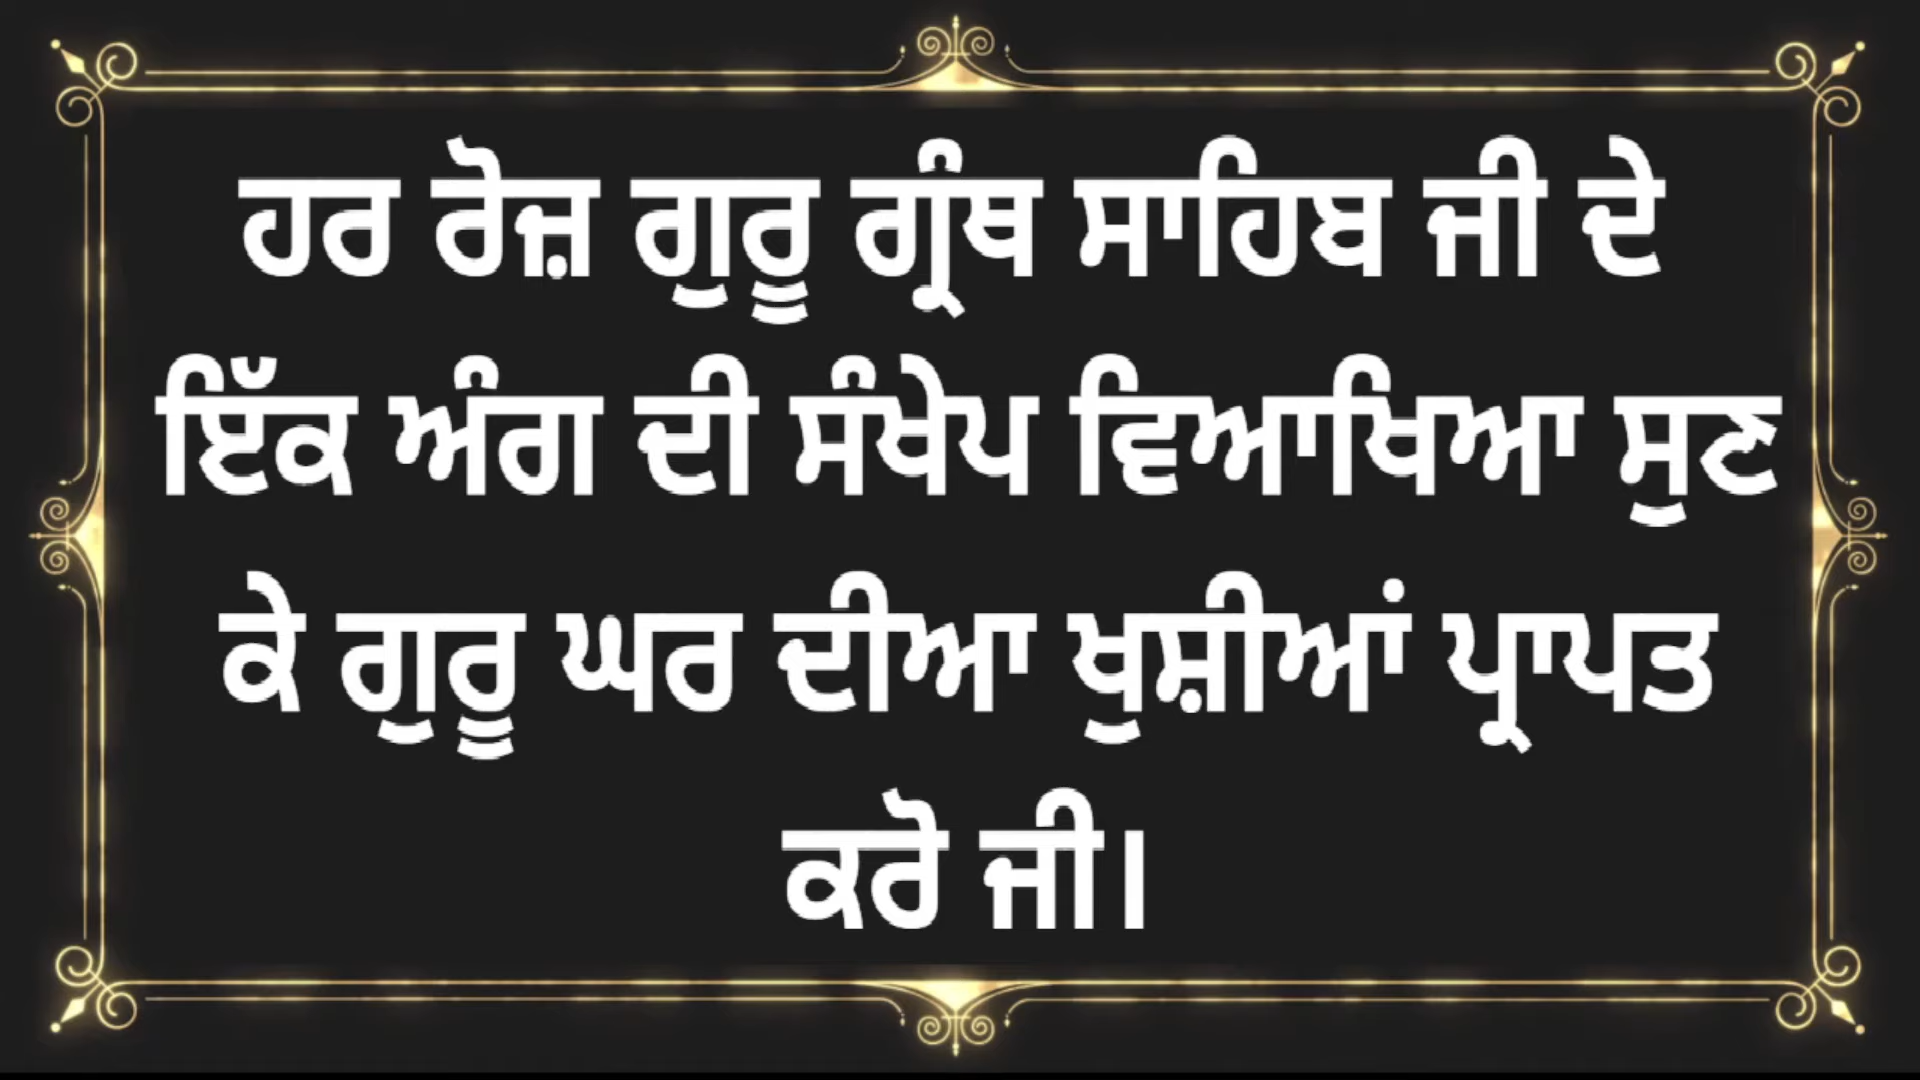 ਹਰ ਰੋਜ਼ ਗੁਰੂ ਗ੍ਰੰਥ ਸਾਹਿਬ ਜੀ ਦੇ
ਇੱਕ ਅੰਗ ਦੀ ਸੰਖੇਪ ਵਿਆਖਿਆ ਸੁਣ
ਕੇ ਗੁਰੂ ਘਰ ਦੀਆ ਖੁਸ਼ੀਆਂ ਪ੍ਰਾਪਤ
ਕਰੋ ਜੀ।